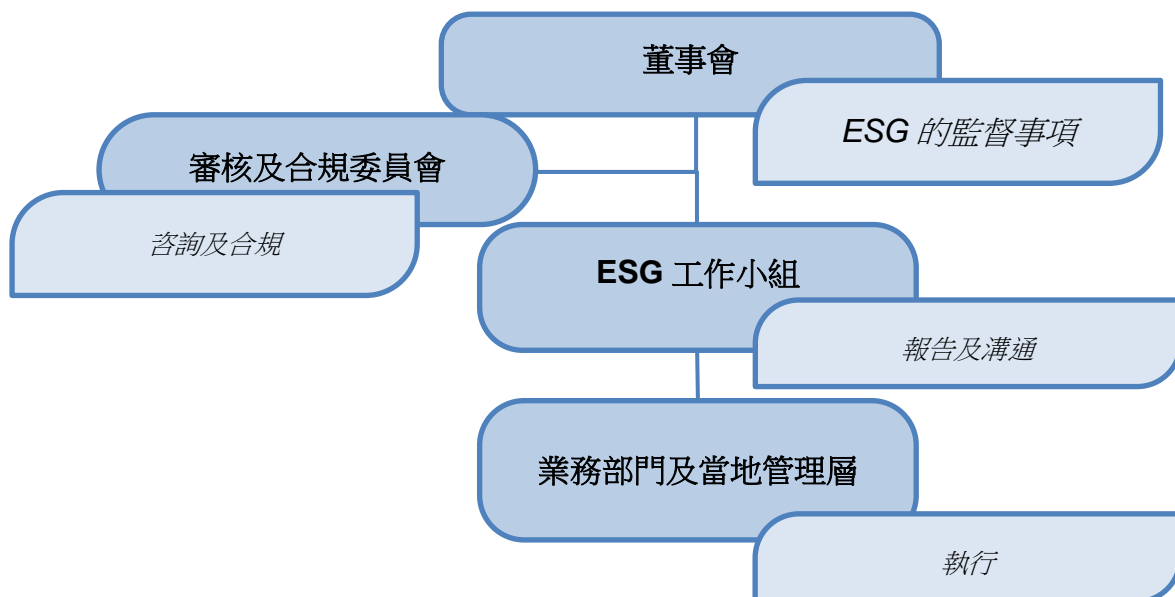 董事會
ESG 的監督事項
審核及合規委員會
咨詢及合規
ESG 工作小組
報告及溝通
業務部門及當地管理層
執行